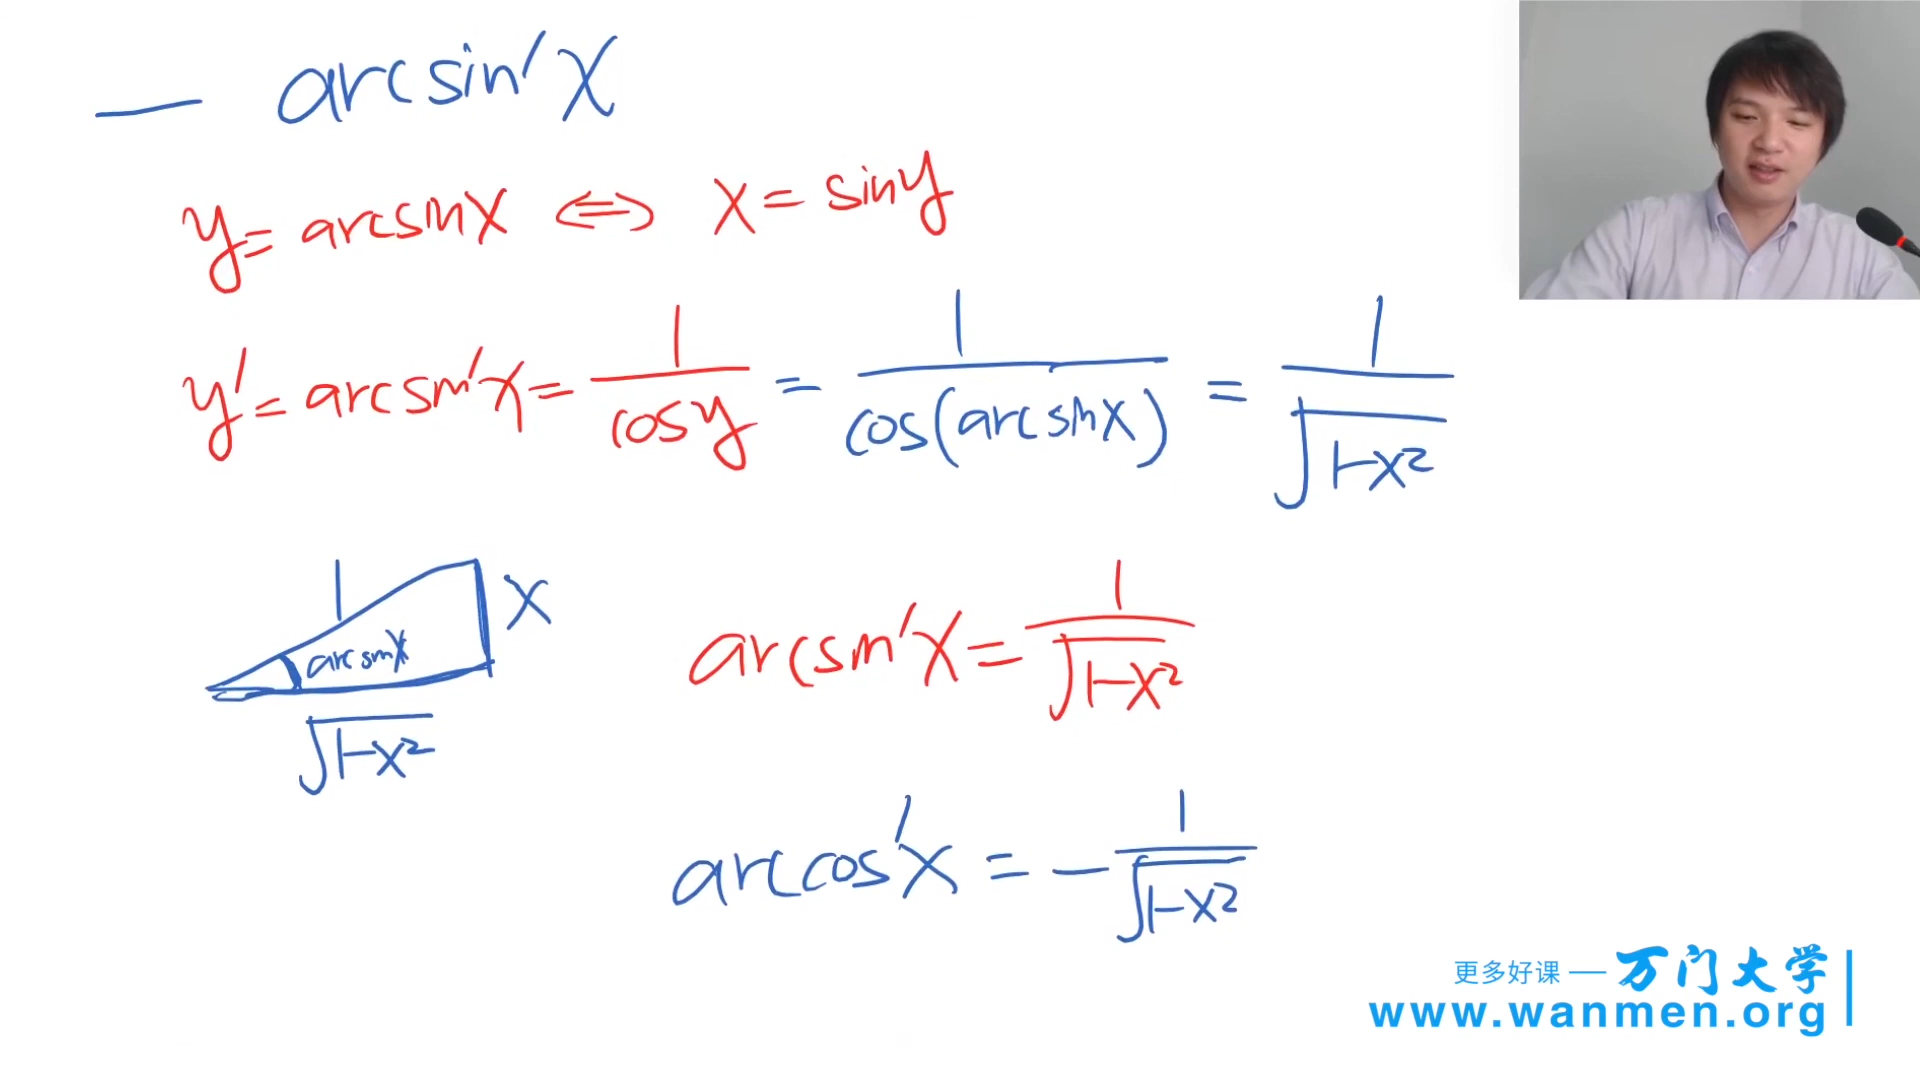 — arcsin'x
y = arcsinx ⇔ x = siny
y' = arcsin'x = 1/cosy = 1/cos(arcsinx) = 1/√(1-x²)
1
x
arcsinx
√(1-x²)
arcsin'x = 1/√(1-x²)
arccos'x = - 1/√(1-x²)
更多好课 — 万门大学
www.wanmen.org